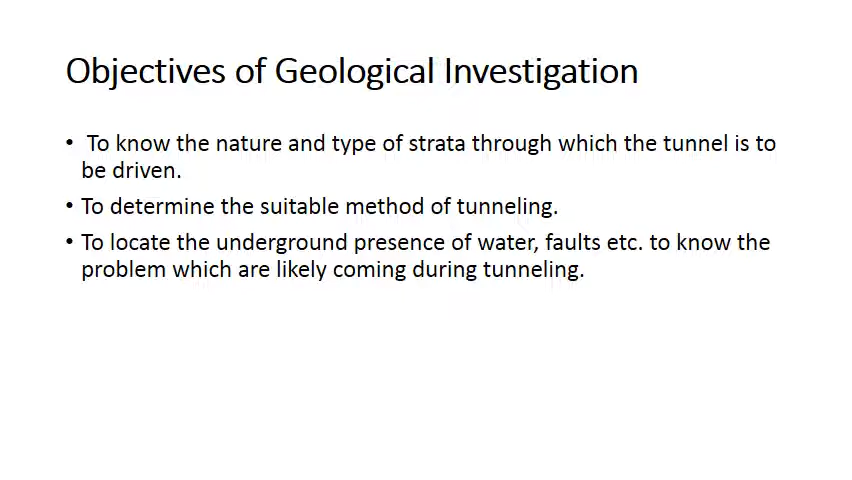 Objectives of Geological Investigation
• To know the nature and type of strata through which the tunnel is to
be driven.
• To determine the suitable method of tunneling.
• To locate the underground presence of water, faults etc. to know the
problem which are likely coming during tunneling.